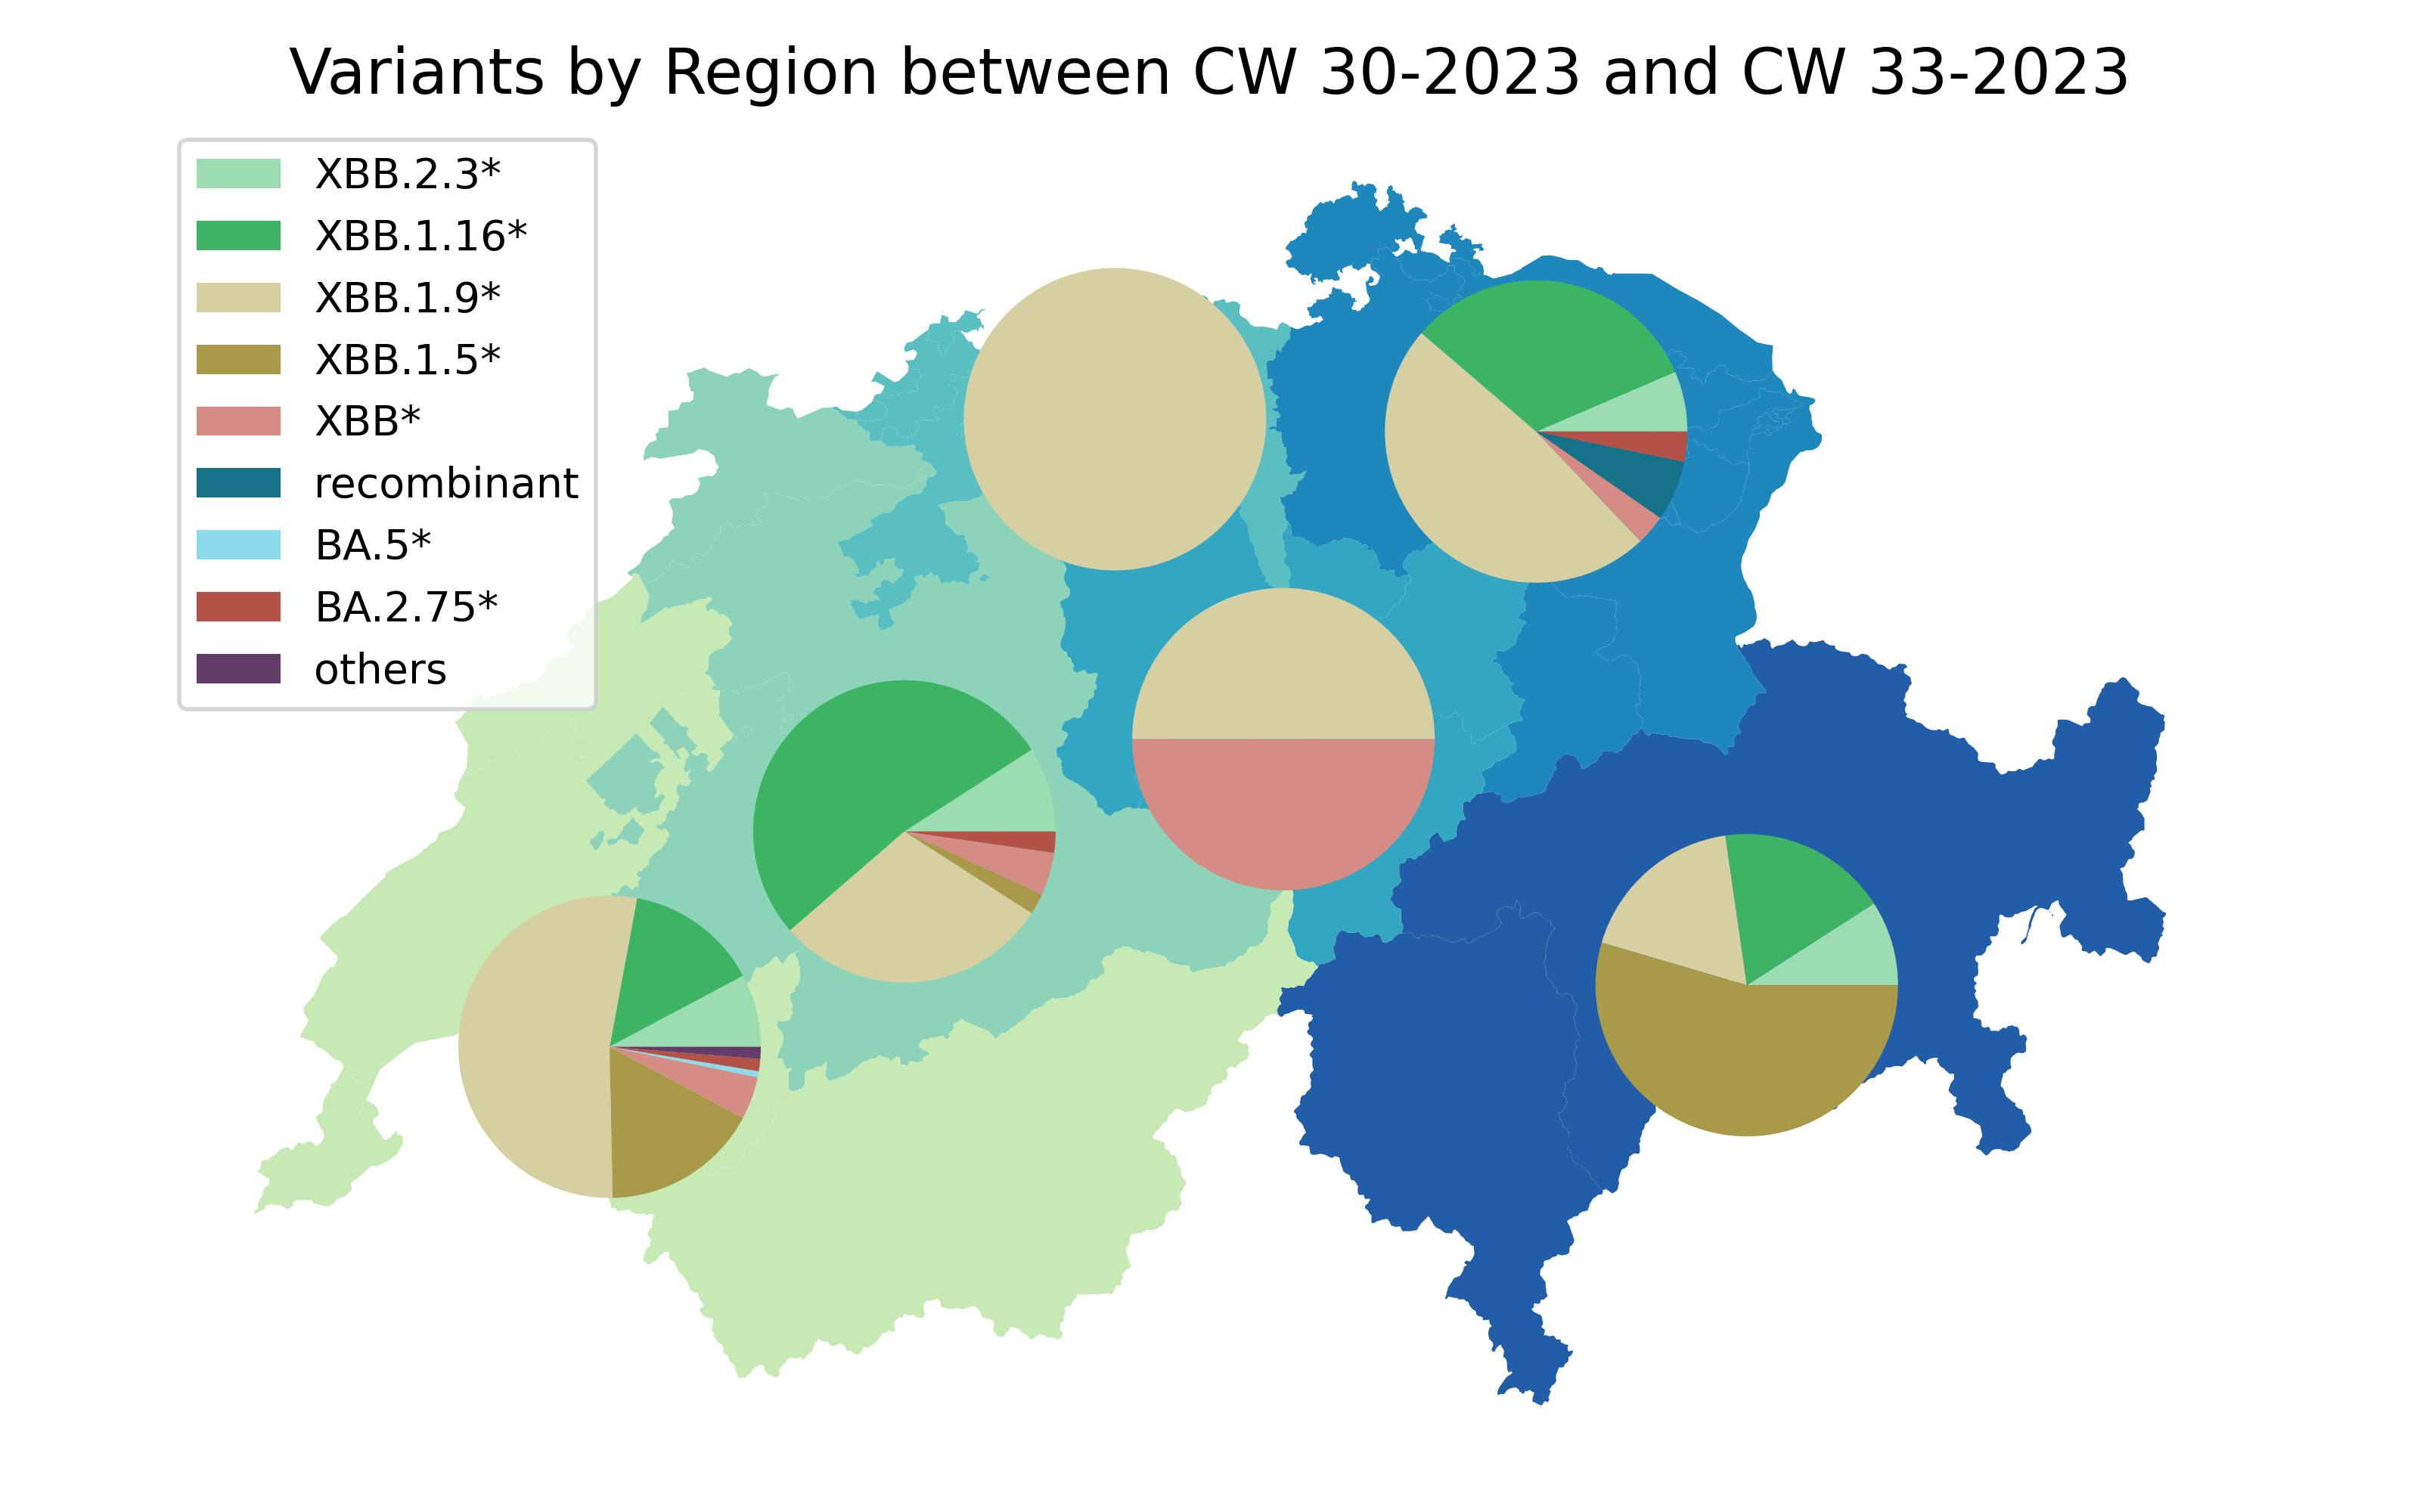 Variants by Region between CW 30-2023 and CW 33-2023
XBB.2.3*
XBB.1.16*
XBB.1.9*
XBB.1.5*
XBB*
recombinant
BA.5*
BA.2.75*
others